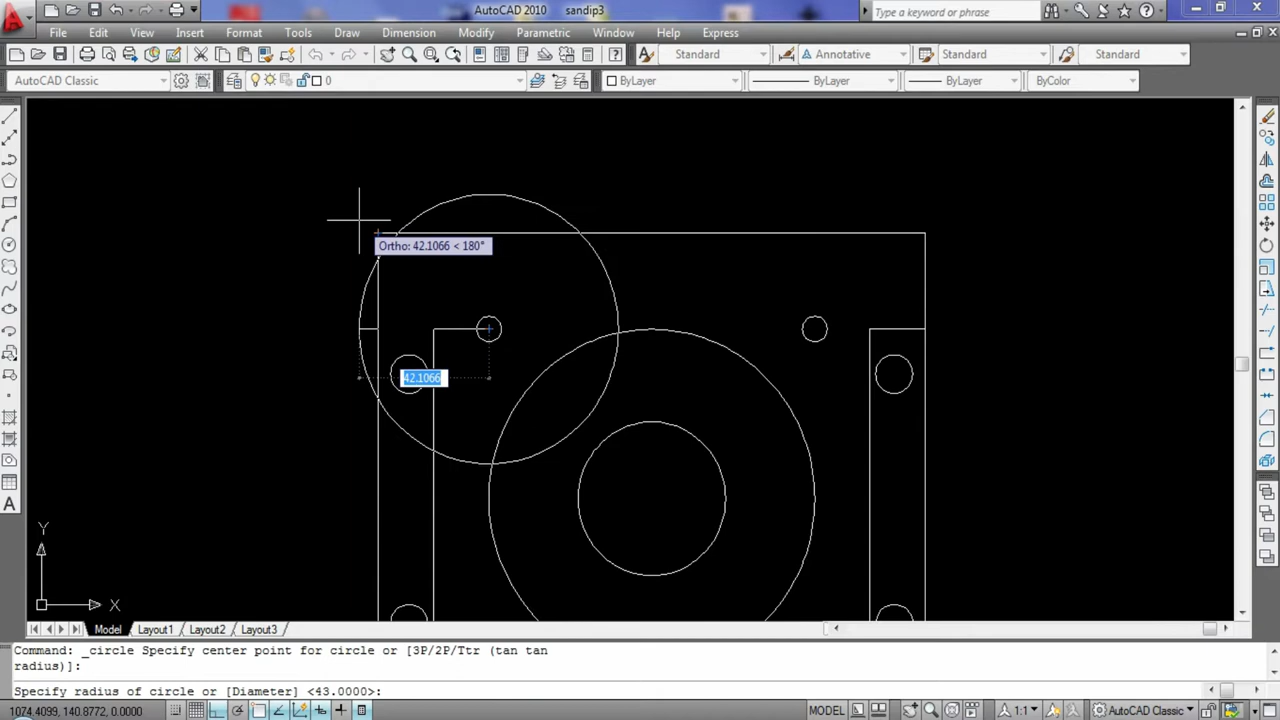 AutoCAD 2010 sandip3
Type a keyword or phrase
File Edit View Insert Format Tools Draw Dimension Modify Parametric Window Help Express
Standard Annotative Standard Standard
AutoCAD Classic 0 ByLayer ByLayer ByLayer ByColor
Ortho: 42.1066 < 180°
42.1066
Y
X
A
Model Layout1 Layout2 Layout3
Command: _circle Specify center point for circle or [3P/2P/Ttr (tan tan
radius)]:
Specify radius of circle or [Diameter] <43.0000>:
1074.4099, 140.8772, 0.0000 MODEL 1:1 AutoCAD Classic